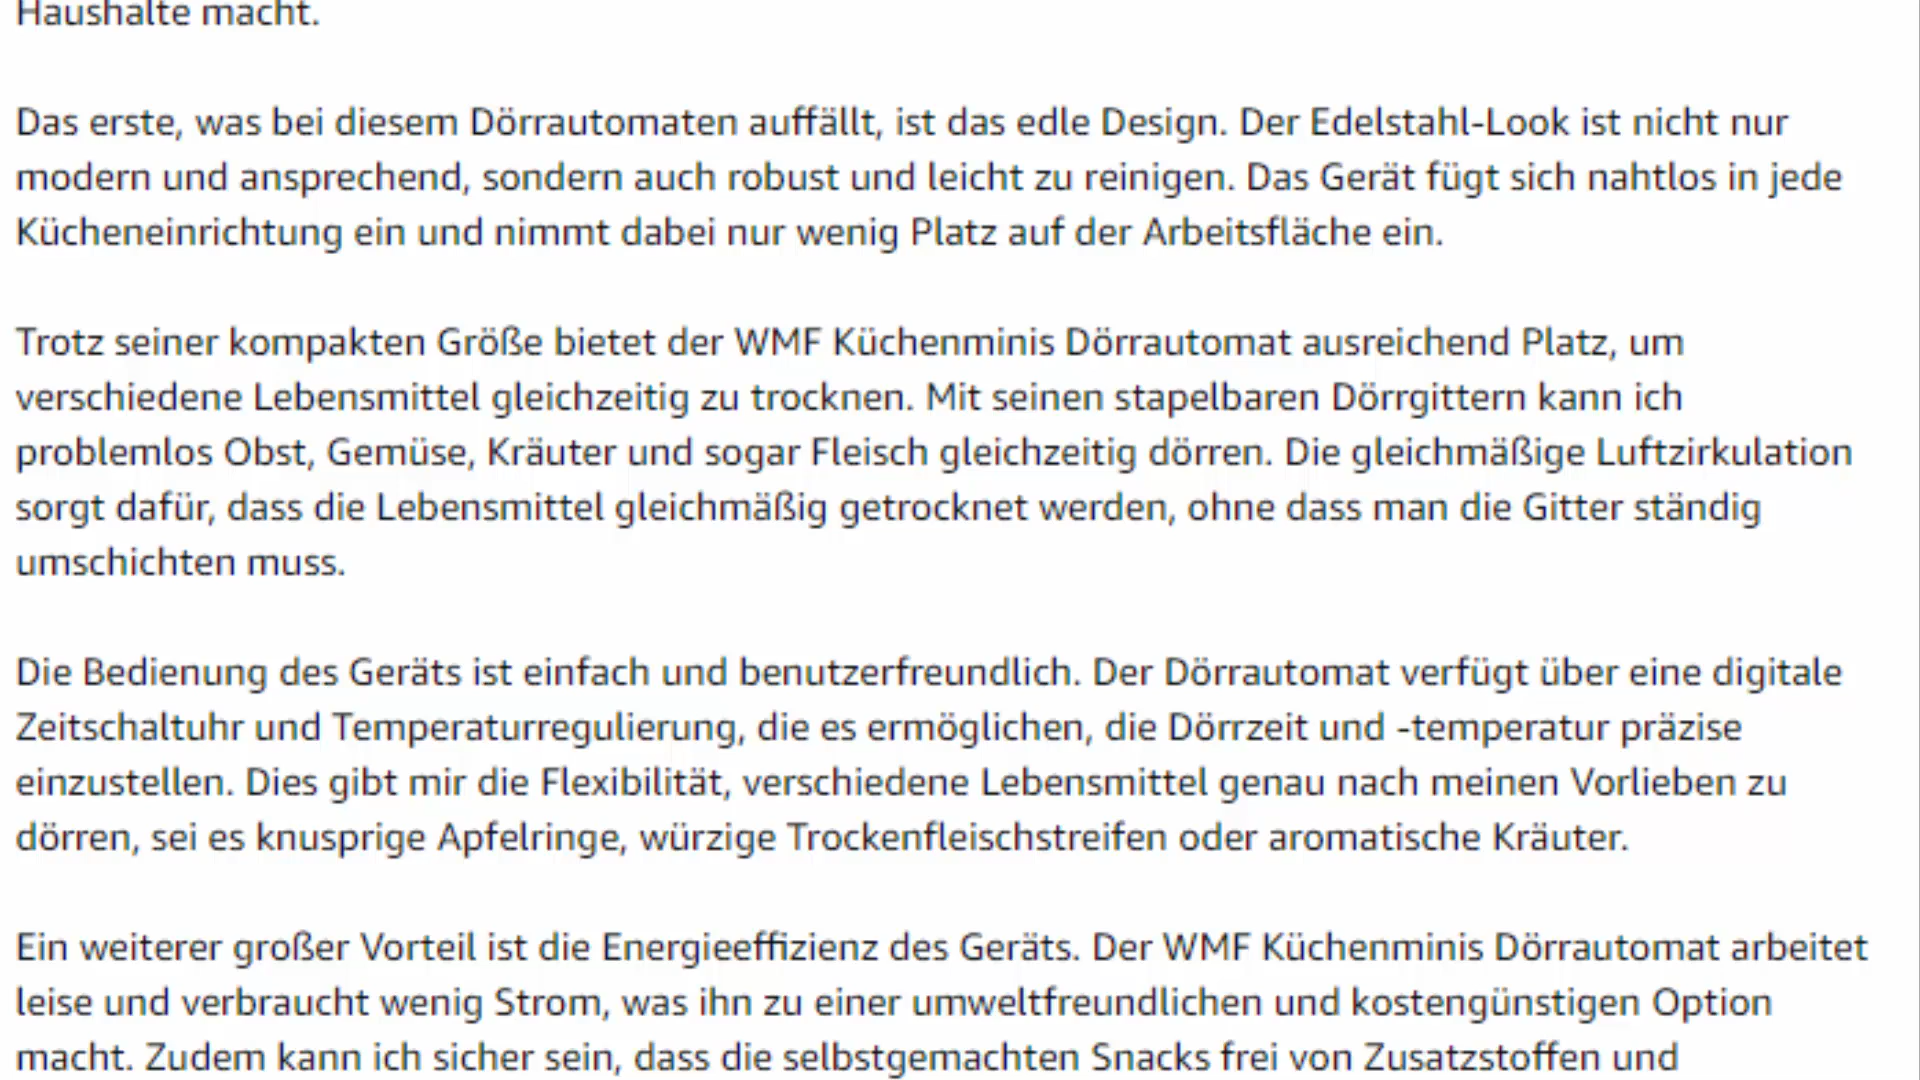 Haushalte macht.
Das erste, was bei diesem Dörrautomaten auffällt, ist das edle Design. Der Edelstahl-Look ist nicht nur
modern und ansprechend, sondern auch robust und leicht zu reinigen. Das Gerät fügt sich nahtlos in jede
Kücheneinrichtung ein und nimmt dabei nur wenig Platz auf der Arbeitsfläche ein.
Trotz seiner kompakten Größe bietet der WMF Küchenminis Dörrautomat ausreichend Platz, um
verschiedene Lebensmittel gleichzeitig zu trocknen. Mit seinen stapelbaren Dörrgittern kann ich
problemlos Obst, Gemüse, Kräuter und sogar Fleisch gleichzeitig dörren. Die gleichmäßige Luftzirkulation
sorgt dafür, dass die Lebensmittel gleichmäßig getrocknet werden, ohne dass man die Gitter ständig
umschichten muss.
Die Bedienung des Geräts ist einfach und benutzerfreundlich. Der Dörrautomat verfügt über eine digitale
Zeitschaltuhr und Temperaturregulierung, die es ermöglichen, die Dörrzeit und -temperatur präzise
einzustellen. Dies gibt mir die Flexibilität, verschiedene Lebensmittel genau nach meinen Vorlieben zu
dörren, sei es knusprige Apfelringe, würzige Trockenfleischstreifen oder aromatische Kräuter.
Ein weiterer großer Vorteil ist die Energieeffizienz des Geräts. Der WMF Küchenminis Dörrautomat arbeitet
leise und verbraucht wenig Strom, was ihn zu einer umweltfreundlichen und kostengünstigen Option
macht. Zudem kann ich sicher sein, dass die selbstgemachten Snacks frei von Zusatzstoffen und